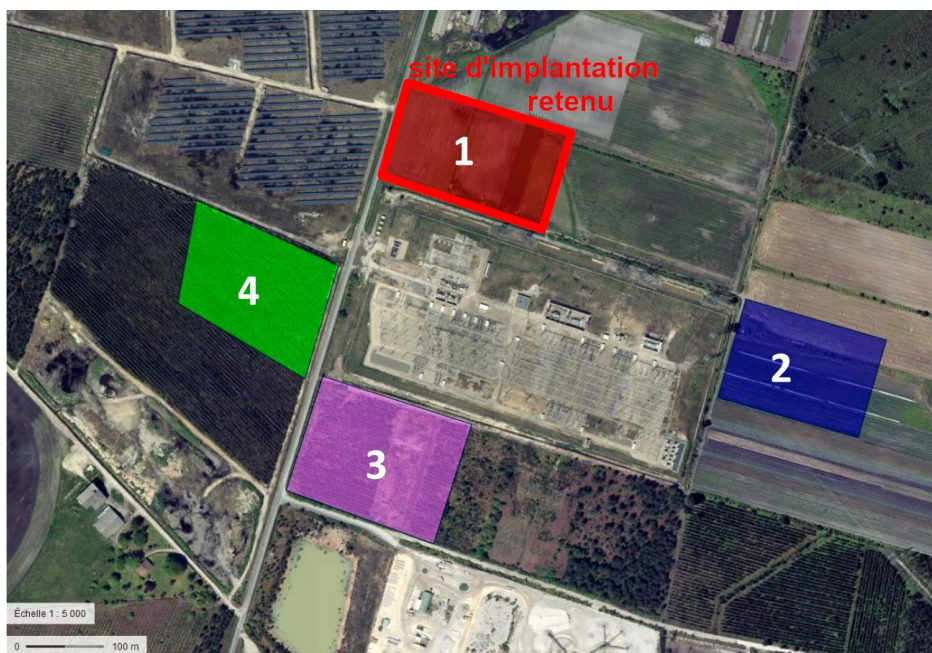 site d'implantation
retenu
1
2
4
3
Échelle 1 : 5 000
0 100 m